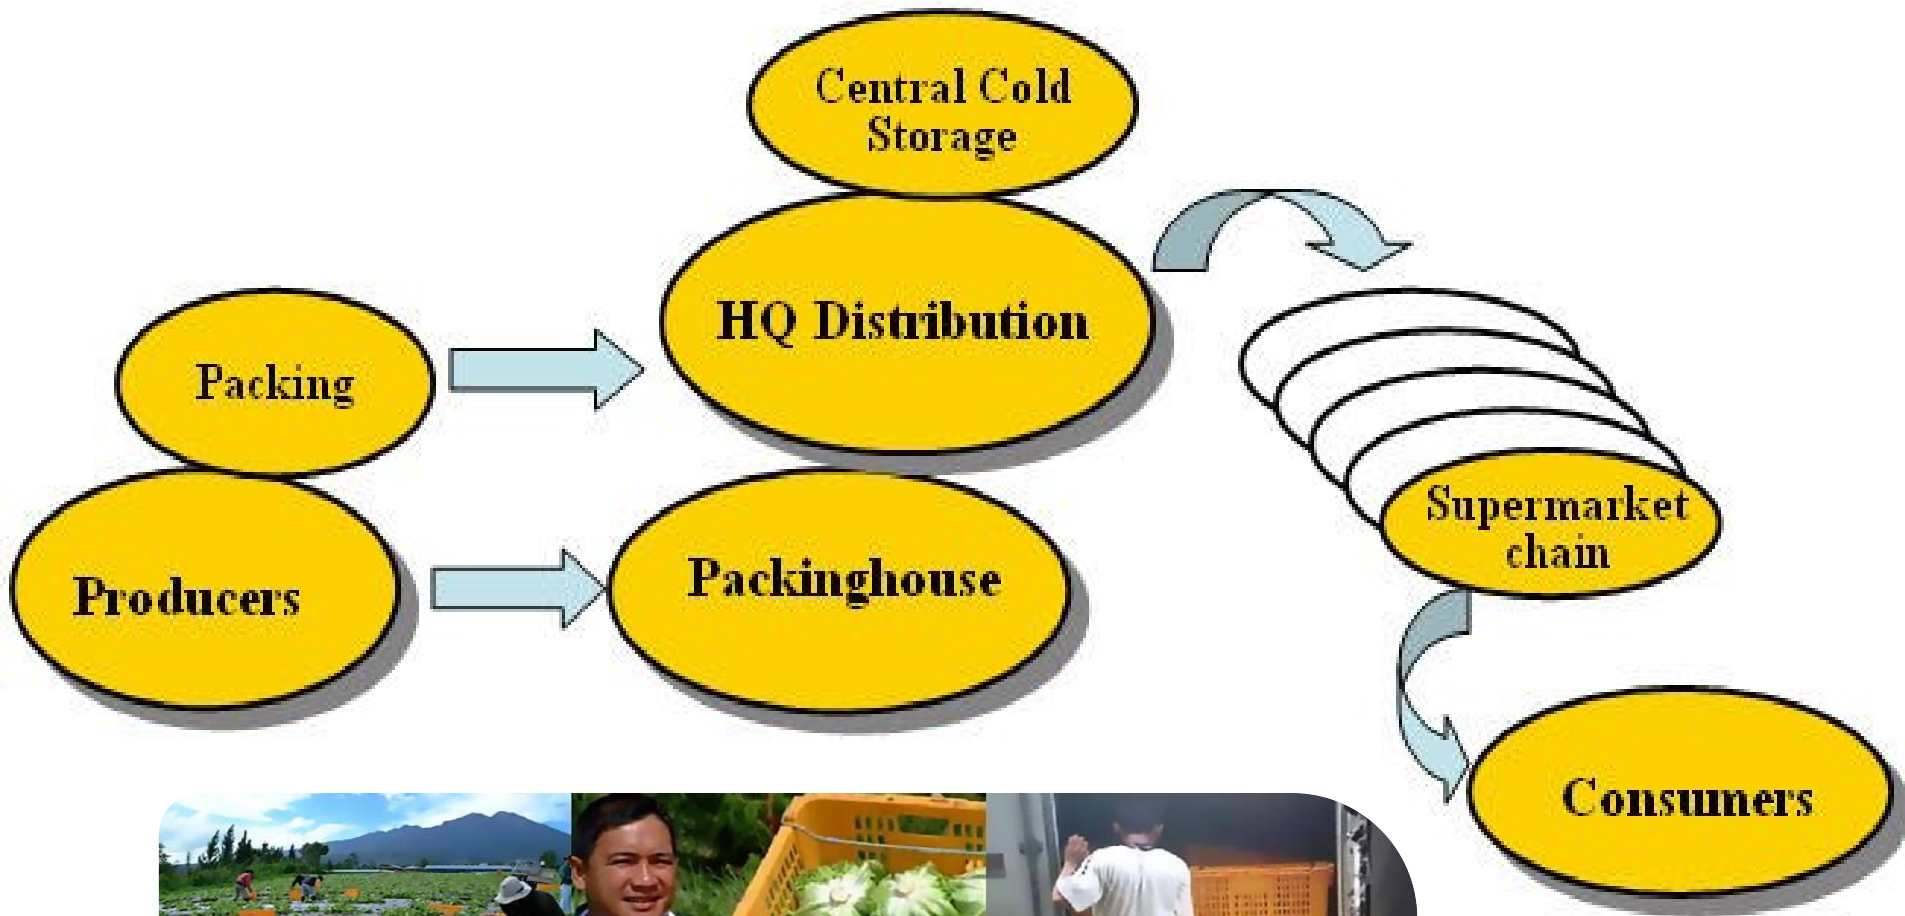 Central Cold
Storage
HQ Distribution
Packing
Producers
Packinghouse
Supermarket
chain
Consumers